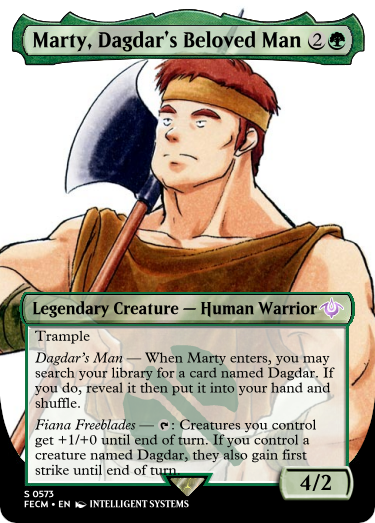 Marty, Dagdar's Beloved Man 2
Legendary Creature — Human Warrior
Trample
Dagdar's Man — When Marty enters, you may
search your library for a card named Dagdar. If
you do, reveal it then put it into your hand and
shuffle.
Fiana Freeblades — : Creatures you control
get +1/+0 until end of turn. If you control a
creature named Dagdar, they also gain first
strike until end of turn.
4/2
S 0573
FECM • EN INTELLIGENT SYSTEMS